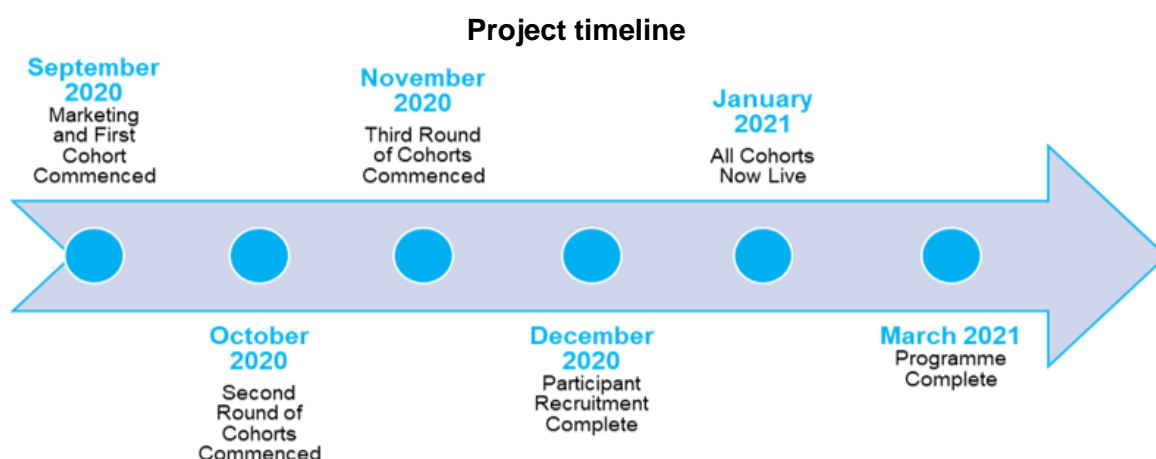 Project timeline
September
2020
Marketing
and First
Cohort
Commenced
October
2020
Second
Round of
Cohorts
Commenced
November
2020
Third Round
of Cohorts
Commenced
December
2020
Participant
Recruitment
Complete
January
2021
All Cohorts
Now Live
March 2021
Programme
Complete